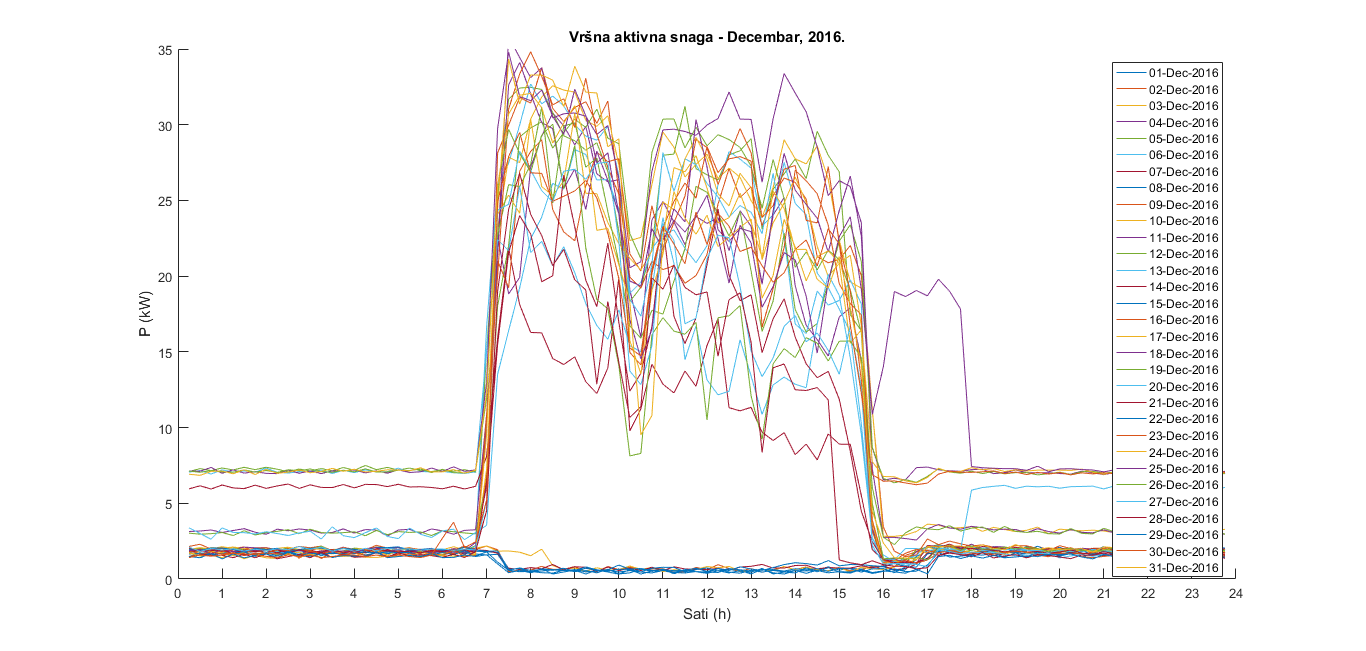 Vršna aktivna snaga - Decembar, 2016.
35
30
25
20
15
10
5
0
P (kW)
0 1 2 3 4 5 6 7 8 9 10 11 12 13 14 15 16 17 18 19 20 21 22 23 24
Sati (h)
01-Dec-2016
02-Dec-2016
03-Dec-2016
04-Dec-2016
05-Dec-2016
06-Dec-2016
07-Dec-2016
08-Dec-2016
09-Dec-2016
10-Dec-2016
11-Dec-2016
12-Dec-2016
13-Dec-2016
14-Dec-2016
15-Dec-2016
16-Dec-2016
17-Dec-2016
18-Dec-2016
19-Dec-2016
20-Dec-2016
21-Dec-2016
22-Dec-2016
23-Dec-2016
24-Dec-2016
25-Dec-2016
26-Dec-2016
27-Dec-2016
28-Dec-2016
29-Dec-2016
30-Dec-2016
31-Dec-2016